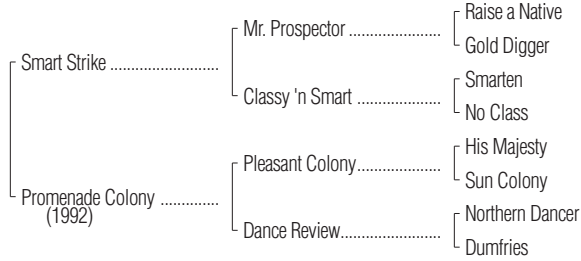 Raise a Native
Mr. Prospector ......................
Gold Digger
Smart Strike ..........................
Smarten
Classy 'n Smart ....................
No Class
His Majesty
Pleasant Colony....................
Sun Colony
Promenade Colony ..............
(1992)
Northern Dancer
Dance Review........................
Dumfries